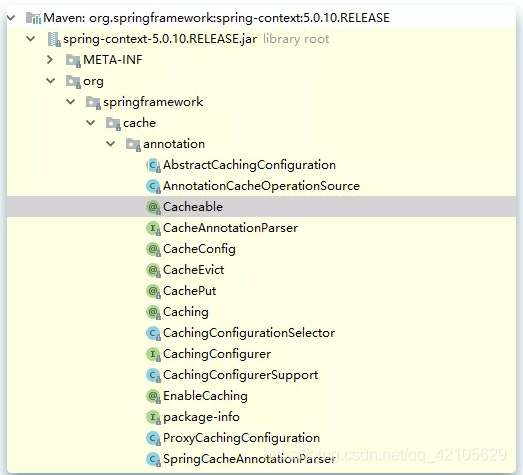 Maven: org.springframework:spring-context:5.0.10.RELEASE
spring-context-5.0.10.RELEASE.jar library root
META-INF
org
springframework
cache
annotation
AbstractCachingConfiguration
AnnotationCacheOperationSource
Cacheable
CacheAnnotationParser
CacheConfig
CacheEvict
CachePut
Caching
CachingConfigurationSelector
CachingConfigurer
CachingConfigurerSupport
EnableCaching
package-info
ProxyCachingConfiguration
SpringCacheAnnotationParser
https://blog.csdn.net/qq_42105629